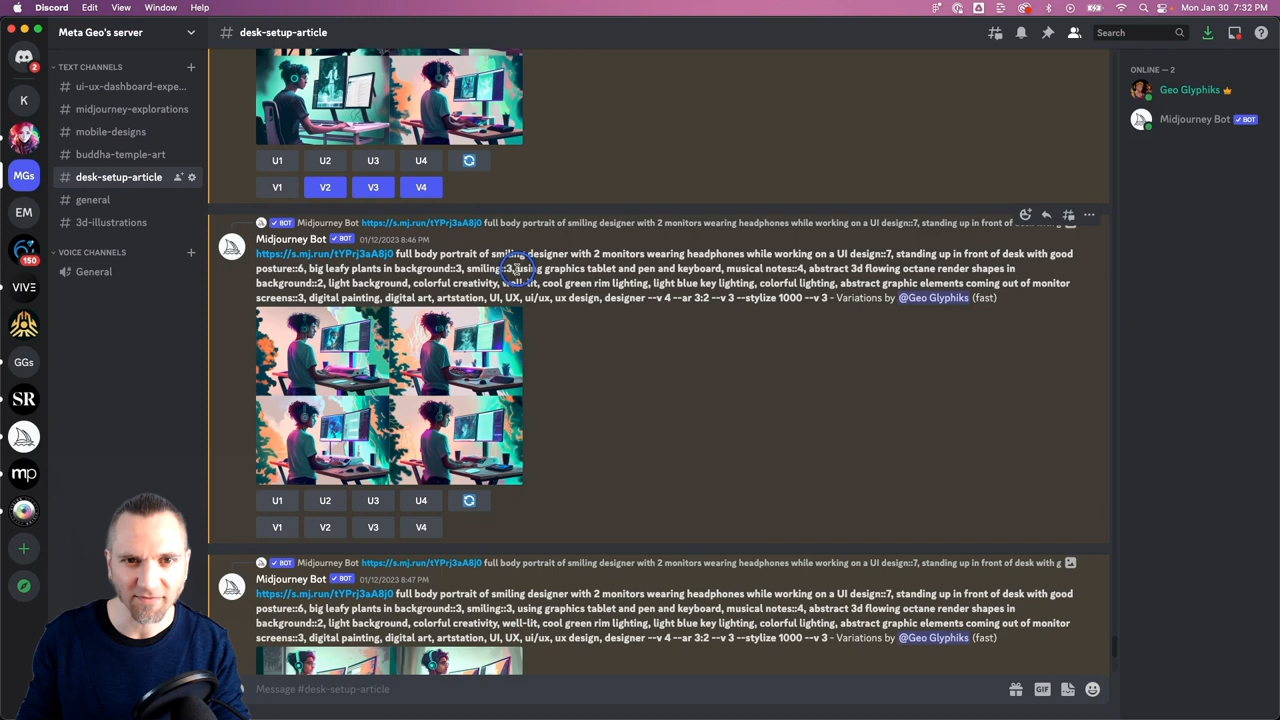 Discord Edit View Window Help
Mon Jan 30 7:32 PM
Meta Geo's server
desk-setup-article
Search
TEXT CHANNELS
ui-ux-dashboard-expe...
midjourney-explorations
mobile-designs
buddha-temple-art
desk-setup-article
general
3d-illustrations
VOICE CHANNELS
General
2
K
MGs
EM
150
VIVE
GGs
SR
mp
U1 U2 U3 U4
V1 V2 V3 V4
BOT Midjourney Bot https://s.mj.run/tYPrj3aA8j0 full body portrait of smiling designer with 2 monitors wearing headphones while working on a UI design::7, standing up in front of desk with g
Midjourney Bot BOT 01/12/2023 8:46 PM
https://s.mj.run/tYPrj3aA8j0 full body portrait of smiling designer with 2 monitors wearing headphones while working on a UI design::7, standing up in front of desk with good
posture::6, big leafy plants in background::3, smiling::3, using graphics tablet and pen and keyboard, musical notes::4, abstract 3d flowing octane render shapes in
background::2, light background, colorful creativity, well-lit, cool green rim lighting, light blue key lighting, colorful lighting, abstract graphic elements coming out of monitor
screens::3, digital painting, digital art, artstation, UI, UX, ui/ux, ux design, designer --v 4 --ar 3:2 --v 3 --stylize 1000 --v 3 - Variations by @Geo Glyphiks (fast)
U1 U2 U3 U4
V1 V2 V3 V4
BOT Midjourney Bot https://s.mj.run/tYPrj3aA8j0 full body portrait of smiling designer with 2 monitors wearing headphones while working on a UI design::7, standing up in front of desk with g
Midjourney Bot BOT 01/12/2023 8:47 PM
https://s.mj.run/tYPrj3aA8j0 full body portrait of smiling designer with 2 monitors wearing headphones while working on a UI design::7, standing up in front of desk with good
posture::6, big leafy plants in background::3, smiling::3, using graphics tablet and pen and keyboard, musical notes::4, abstract 3d flowing octane render shapes in
background::2, light background, colorful creativity, well-lit, cool green rim lighting, light blue key lighting, colorful lighting, abstract graphic elements coming out of monitor
screens::3, digital painting, digital art, artstation, UI, UX, ui/ux, ux design, designer --v 4 --ar 3:2 --v 3 --stylize 1000 --v 3 - Variations by @Geo Glyphiks (fast)
Message #desk-setup-article
GIF
ONLINE — 2
Geo Glyphiks
Midjourney Bot BOT